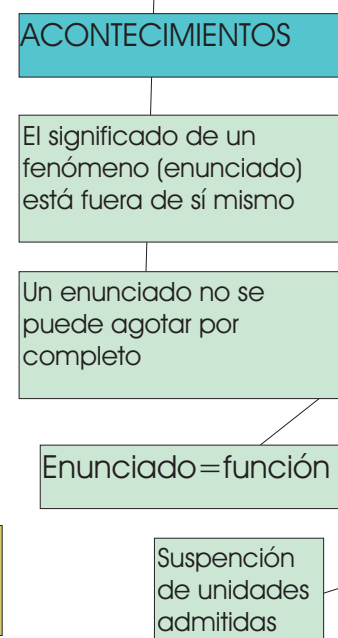 ACONTECIMIENTOS
El significado de un
fenómeno (enunciado)
está fuera de sí mismo
Un enunciado no se
puede agotar por
completo
Enunciado=función
Suspención
de unidades
admitidas